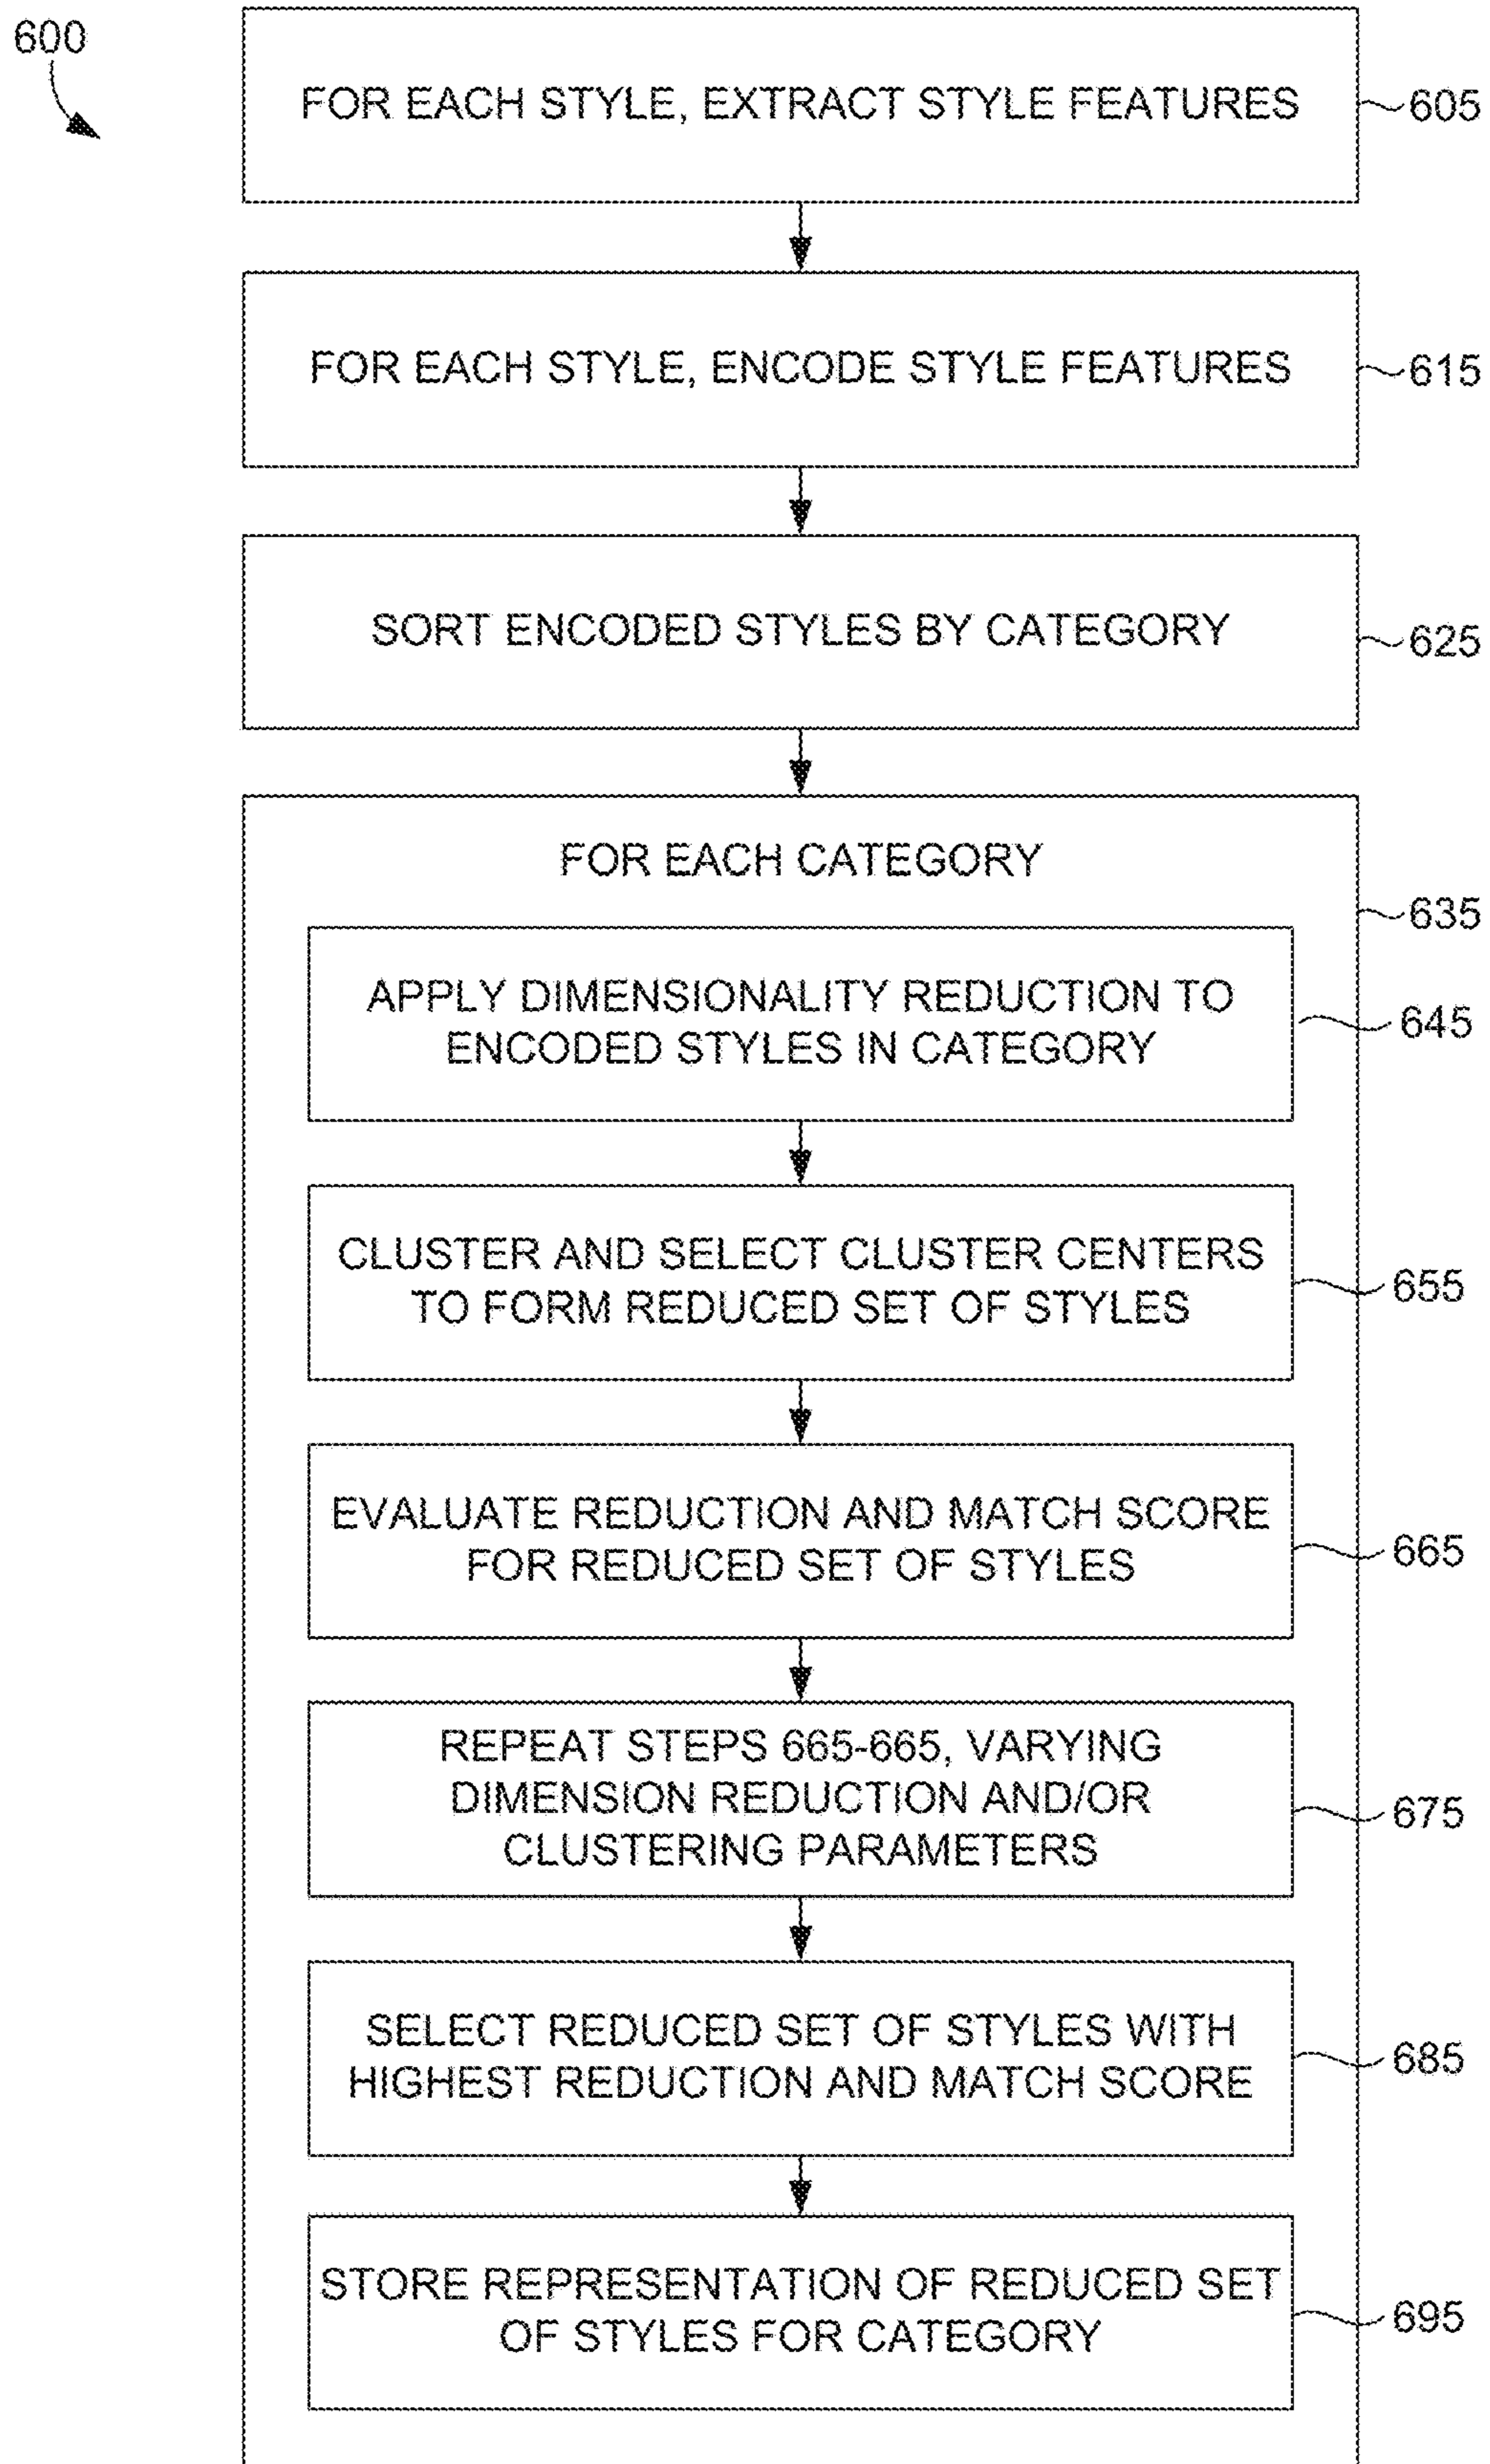 600
FOR EACH STYLE, EXTRACT STYLE FEATURES
605
FOR EACH STYLE, ENCODE STYLE FEATURES
615
SORT ENCODED STYLES BY CATEGORY
625
FOR EACH CATEGORY
635
APPLY DIMENSIONALITY REDUCTION TO
ENCODED STYLES IN CATEGORY
645
CLUSTER AND SELECT CLUSTER CENTERS
TO FORM REDUCED SET OF STYLES
655
EVALUATE REDUCTION AND MATCH SCORE
FOR REDUCED SET OF STYLES
665
REPEAT STEPS 665-665, VARYING
DIMENSION REDUCTION AND/OR
CLUSTERING PARAMETERS
675
SELECT REDUCED SET OF STYLES WITH
HIGHEST REDUCTION AND MATCH SCORE
685
STORE REPRESENTATION OF REDUCED SET
OF STYLES FOR CATEGORY
695